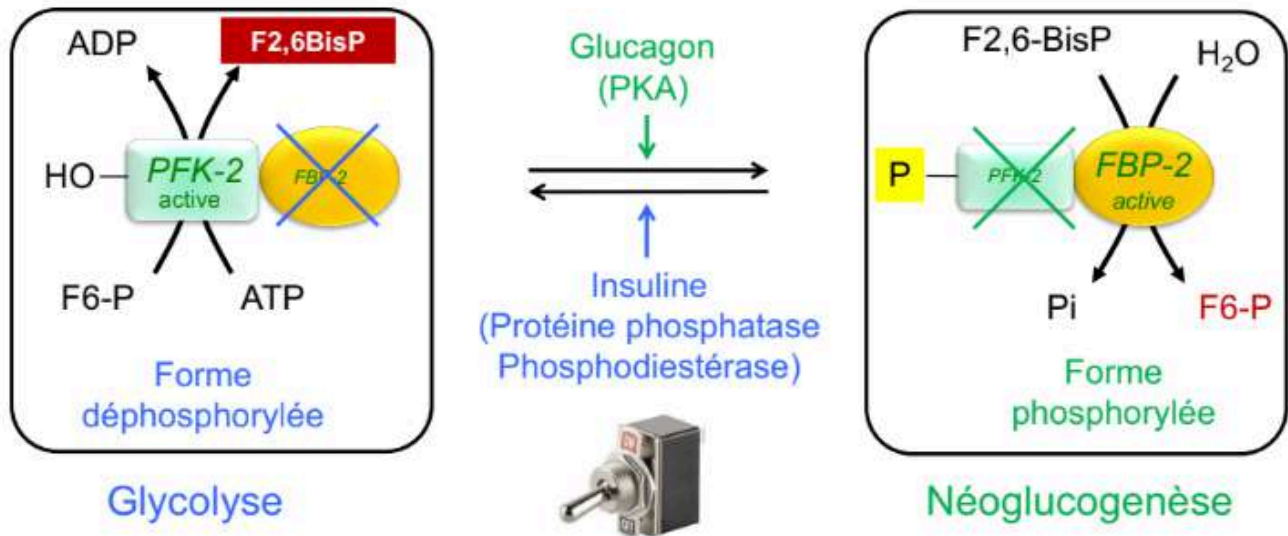 ADP
F2,6BisP
HO
PFK-2
active
FBP-2
F6-P
ATP
Forme
déphosphorylée
Glycolyse
Glucagon
(PKA)
Insuline
(Protéine phosphatase
Phosphodiestérase)
F2,6-BisP
H₂O
P
PFK-2
FBP-2
active
Pi
F6-P
Forme
phosphorylée
Néoglucogenèse